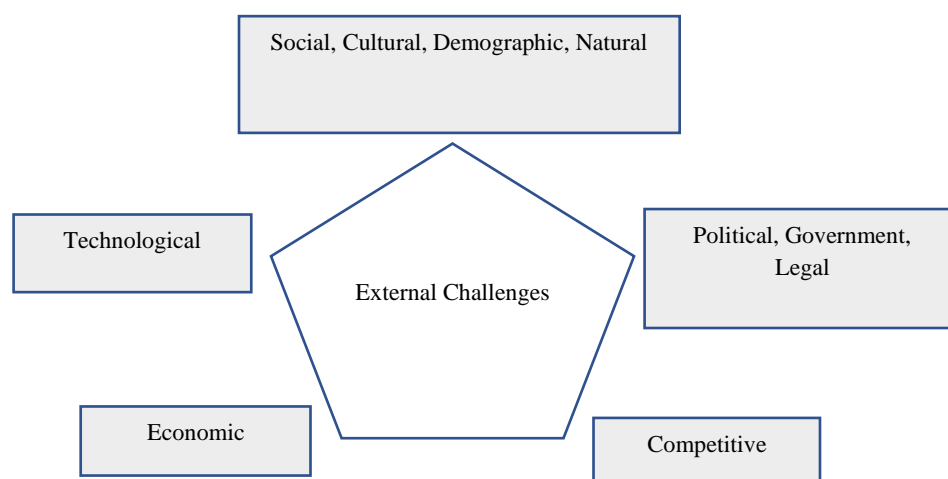 Social, Cultural, Demographic, Natural
Technological
Political, Government,
Legal
External Challenges
Economic
Competitive